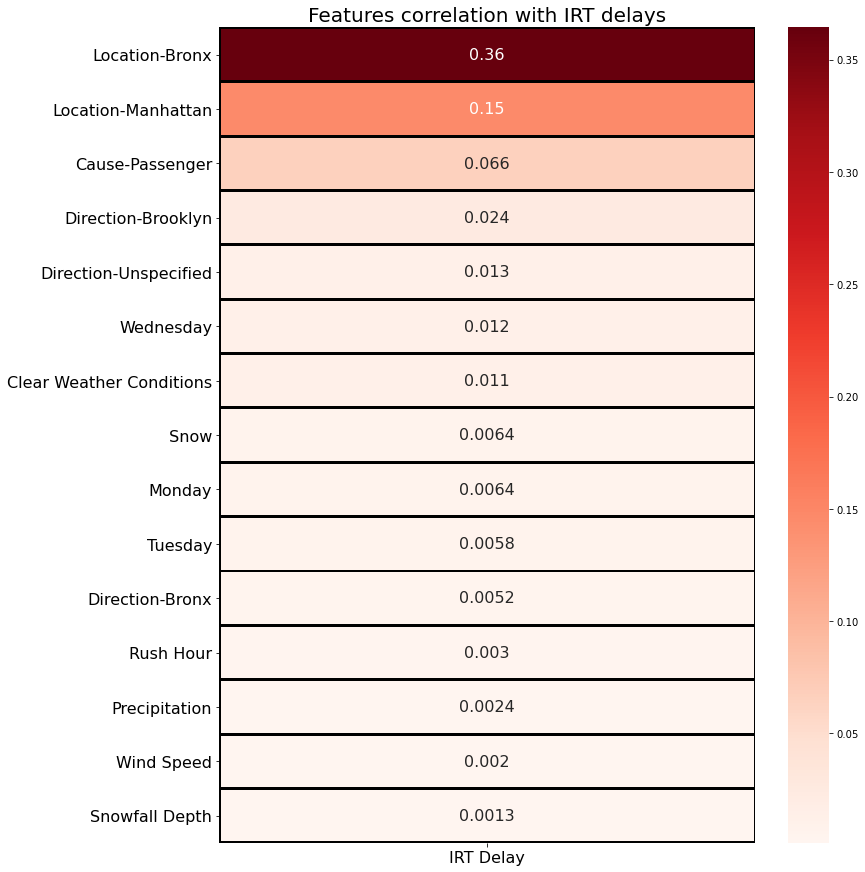 Features correlation with IRT delays
Location-Bronx 0.36
Location-Manhattan 0.15
Cause-Passenger 0.066
Direction-Brooklyn 0.024
Direction-Unspecified 0.013
Wednesday 0.012
Clear Weather Conditions 0.011
Snow 0.0064
Monday 0.0064
Tuesday 0.0058
Direction-Bronx 0.0052
Rush Hour 0.003
Precipitation 0.0024
Wind Speed 0.002
Snowfall Depth 0.0013
IRT Delay
0.35
0.30
0.25
0.20
0.15
0.10
0.05